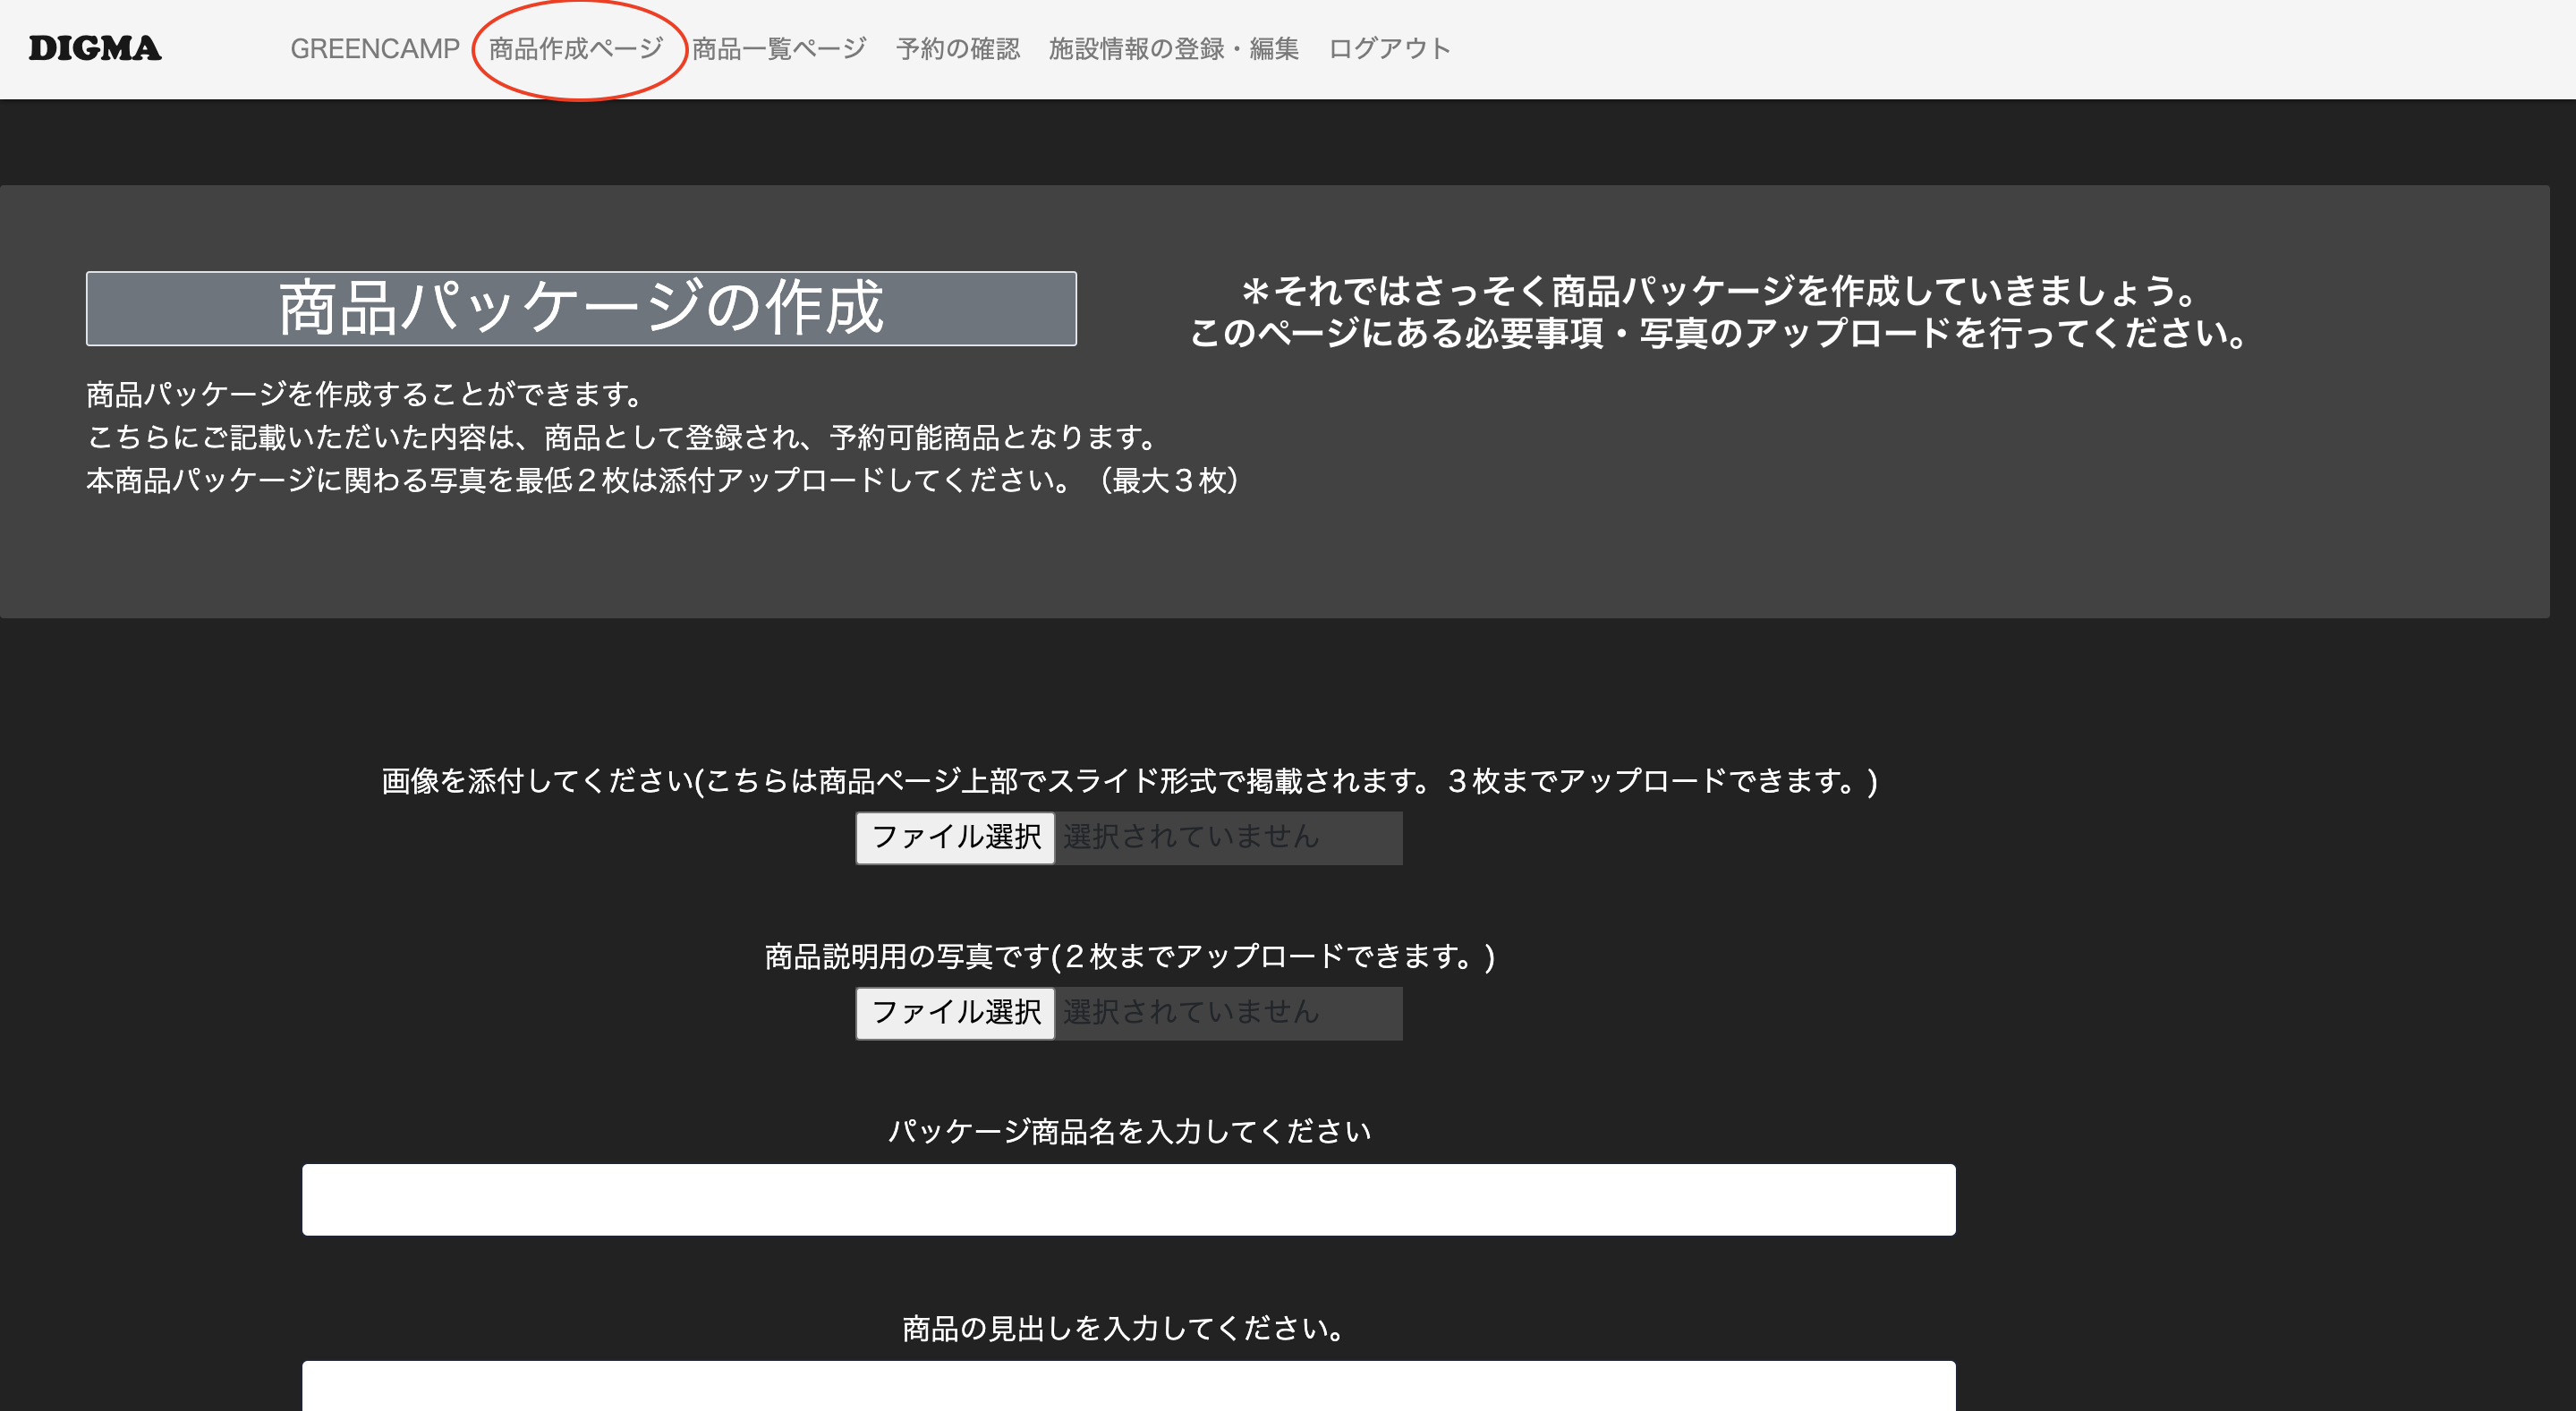 DIGMA
GREENCAMP 商品作成ページ 商品一覧ページ 予約の確認 施設情報の登録・編集 ログアウト
商品パッケージの作成
＊それではさっそく商品パッケージを作成していきましょう。
このページにある必要事項・写真のアップロードを行ってください。
商品パッケージを作成することができます。
こちらにご記載いただいた内容は、商品として登録され、予約可能商品となります。
本商品パッケージに関わる写真を最低２枚は添付アップロードしてください。（最大３枚）
画像を添付してください(こちらは商品ページ上部でスライド形式で掲載されます。３枚までアップロードできます。)
ファイル選択 選択されていません
商品説明用の写真です(２枚までアップロードできます。)
ファイル選択 選択されていません
パッケージ商品名を入力してください
商品の見出しを入力してください。